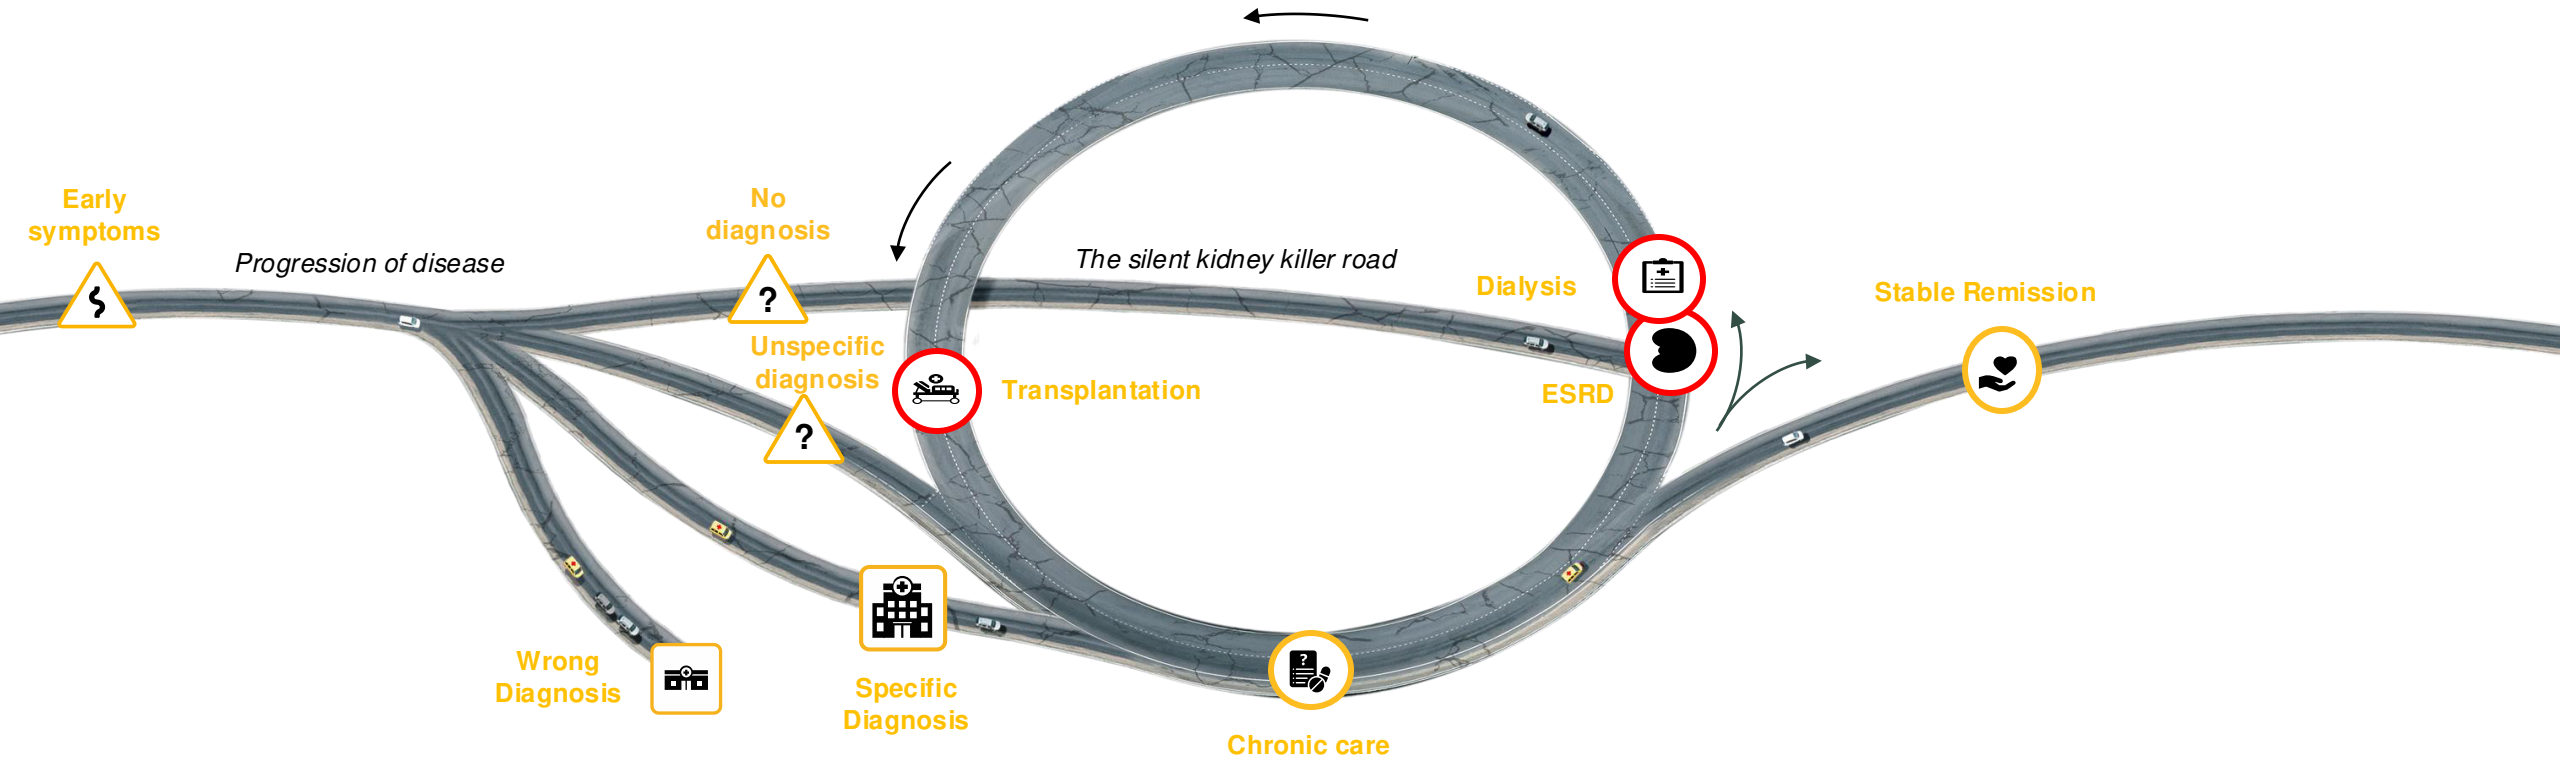 Early
symptoms
Progression of disease
No
diagnosis
?
The silent kidney killer road
Dialysis
Stable Remission
Unspecific
diagnosis
?
Transplantation
ESRD
Wrong
Diagnosis
Specific
Diagnosis
?
Chronic care